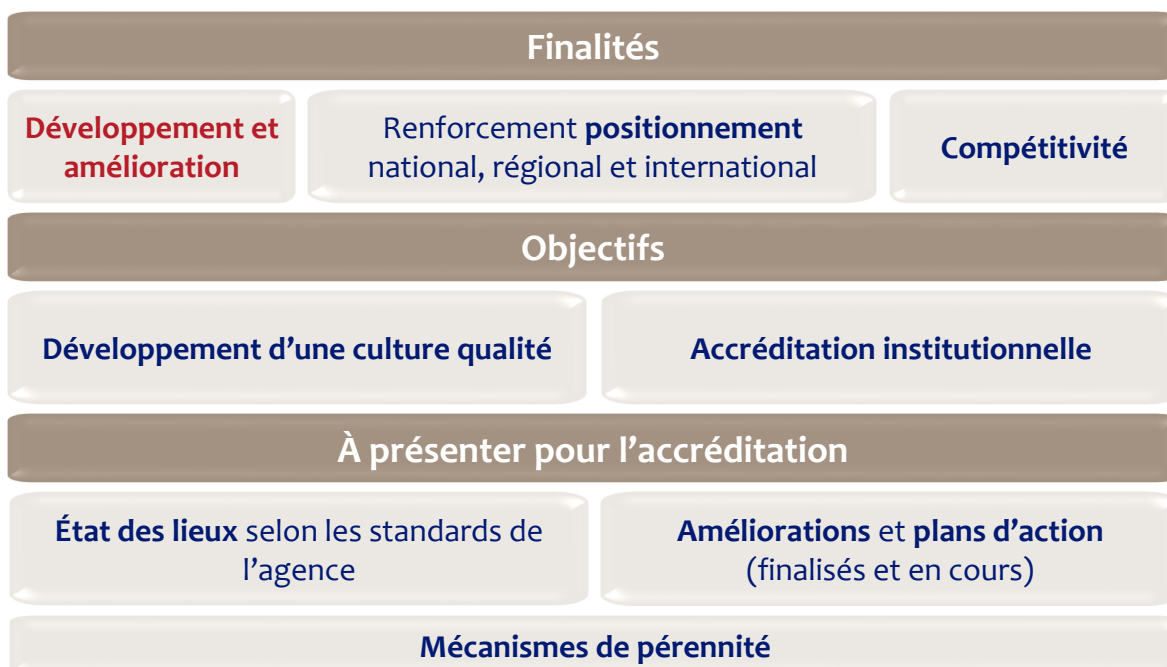 Finalités
Développement et
amélioration
Renforcement positionnement
national, régional et international
Compétitivité
Objectifs
Développement d’une culture qualité
Accréditation institutionnelle
À présenter pour l’accréditation
État des lieux selon les standards de
l’agence
Améliorations et plans d’action
(finalisés et en cours)
Mécanismes de pérennité